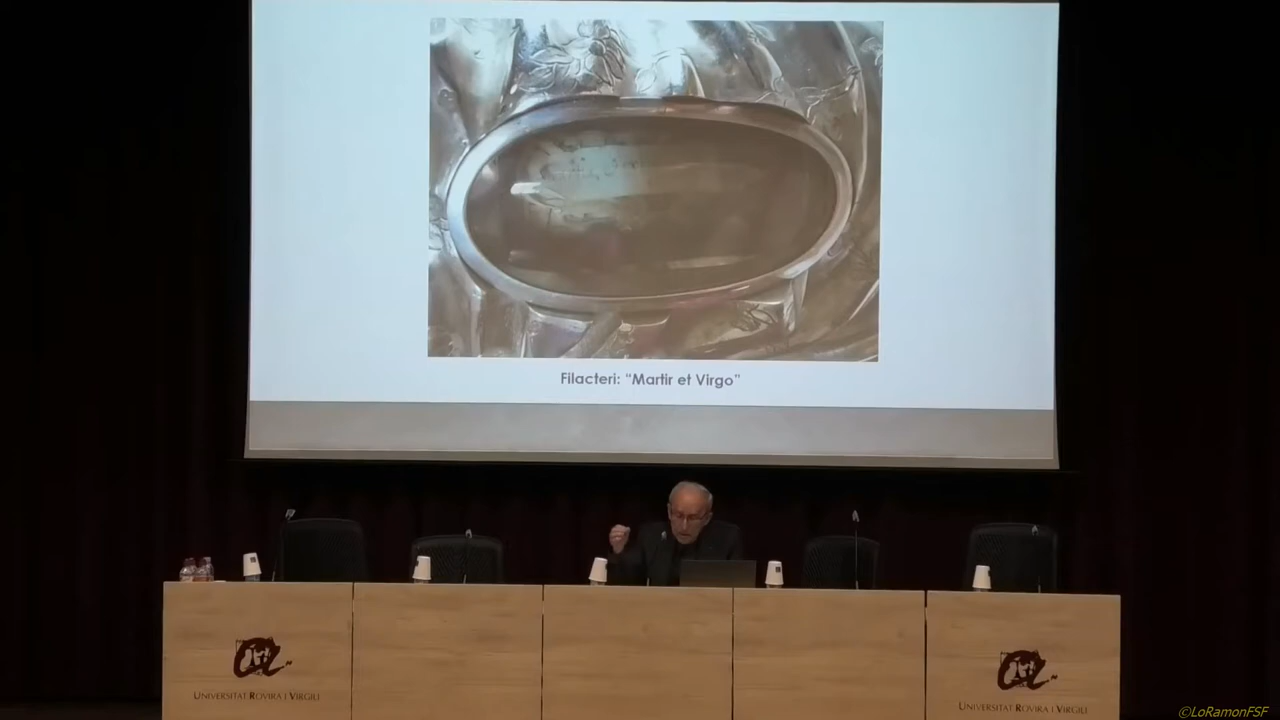 Filacteri: “Martir et Virgo”
UNIVERSITAT ROVIRA I VIRGILI
UNIVERSITAT ROVIRA I VIRGILI
©LoRamonFSF